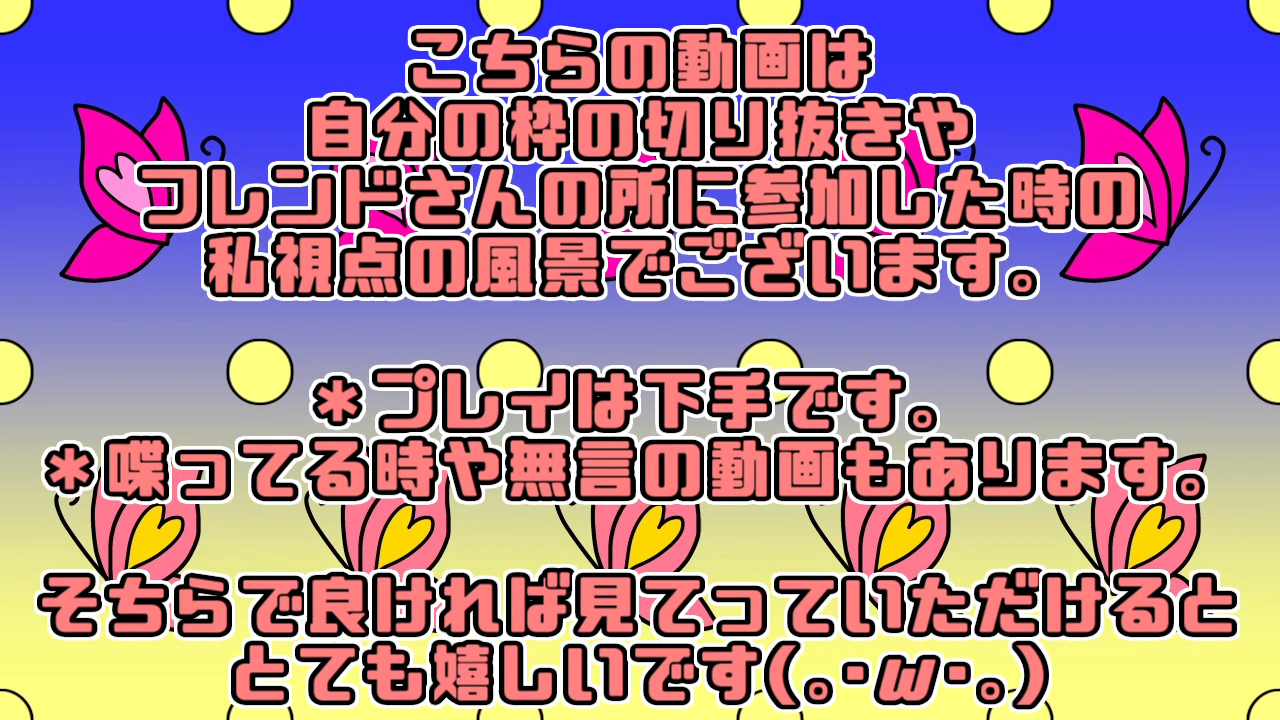 こちらの動画は
自分の枠の切り抜きや
フレンドさんの所に参加した時の
私視点の風景でございます。
*プレイは下手です。
*喋ってる時や無言の動画もあります。
そちらで良ければ見てっていただけると
とても嬉しいです(｡･ω･｡)